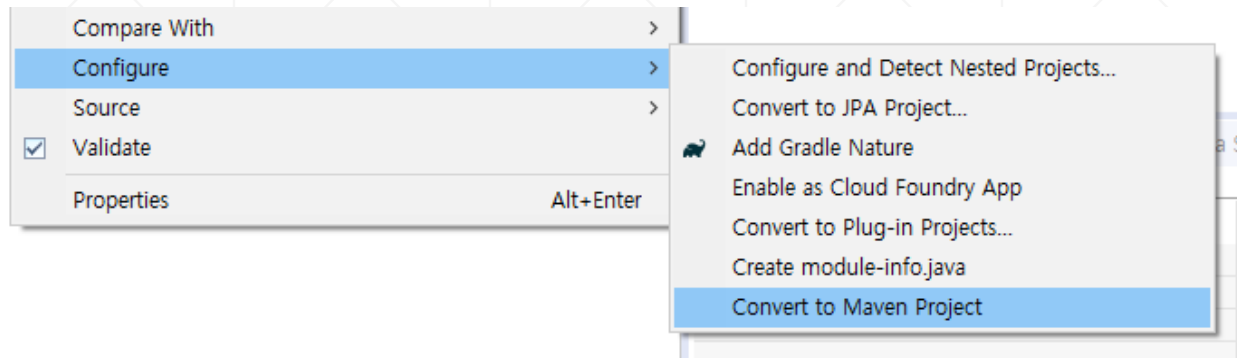 Compare With
Configure
Source
Validate
Properties Alt+Enter
Configure and Detect Nested Projects...
Convert to JPA Project...
Add Gradle Nature
Enable as Cloud Foundry App
Convert to Plug-in Projects...
Create module-info.java
Convert to Maven Project